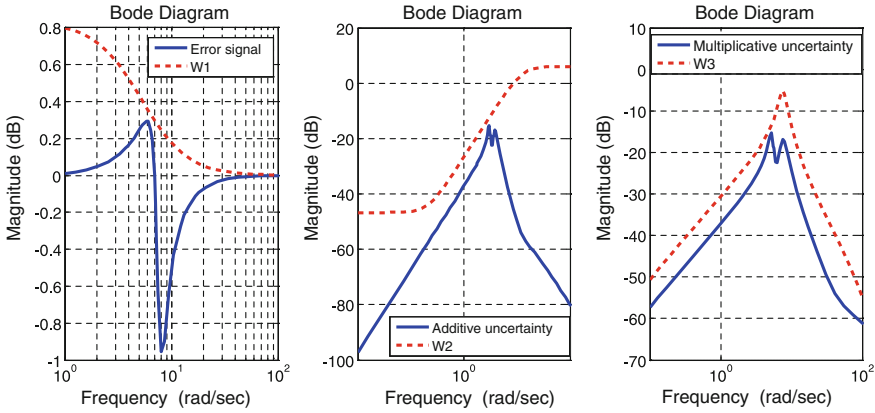 Bode Diagram
0.8
0.6
0.4
0.2
0
-0.2
-0.4
-0.6
-0.8
-1
Magnitude (dB)
Error signal
W1
10^0
10^1
10^2
Frequency (rad/sec)
Bode Diagram
20
0
-20
-40
-60
-80
-100
Magnitude (dB)
Additive uncertainty
W2
10^0
Frequency (rad/sec)
Bode Diagram
10
0
-10
-20
-30
-40
-50
-60
-70
Magnitude (dB)
Multiplicative uncertainty
W3
10^0
10^2
Frequency (rad/sec)